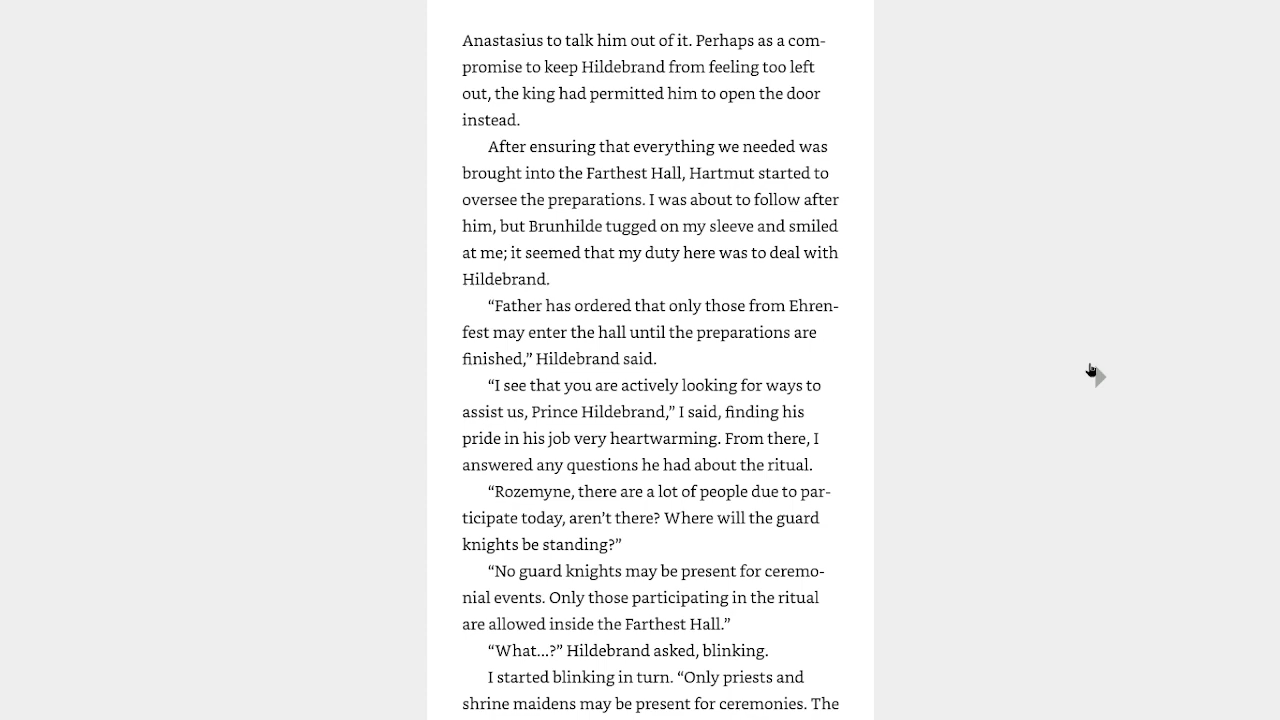 Anastasius to talk him out of it. Perhaps as a com-
promise to keep Hildebrand from feeling too left
out, the king had permitted him to open the door
instead.
After ensuring that everything we needed was
brought into the Farthest Hall, Hartmut started to
oversee the preparations. I was about to follow after
him, but Brunhilde tugged on my sleeve and smiled
at me; it seemed that my duty here was to deal with
Hildebrand.
“Father has ordered that only those from Ehren-
fest may enter the hall until the preparations are
finished,” Hildebrand said.
“I see that you are actively looking for ways to
assist us, Prince Hildebrand,” I said, finding his
pride in his job very heartwarming. From there, I
answered any questions he had about the ritual.
“Rozemyne, there are a lot of people due to par-
ticipate today, aren’t there? Where will the guard
knights be standing?”
“No guard knights may be present for ceremo-
nial events. Only those participating in the ritual
are allowed inside the Farthest Hall.”
“What...?” Hildebrand asked, blinking.
I started blinking in turn. “Only priests and
shrine maidens may be present for ceremonies. The